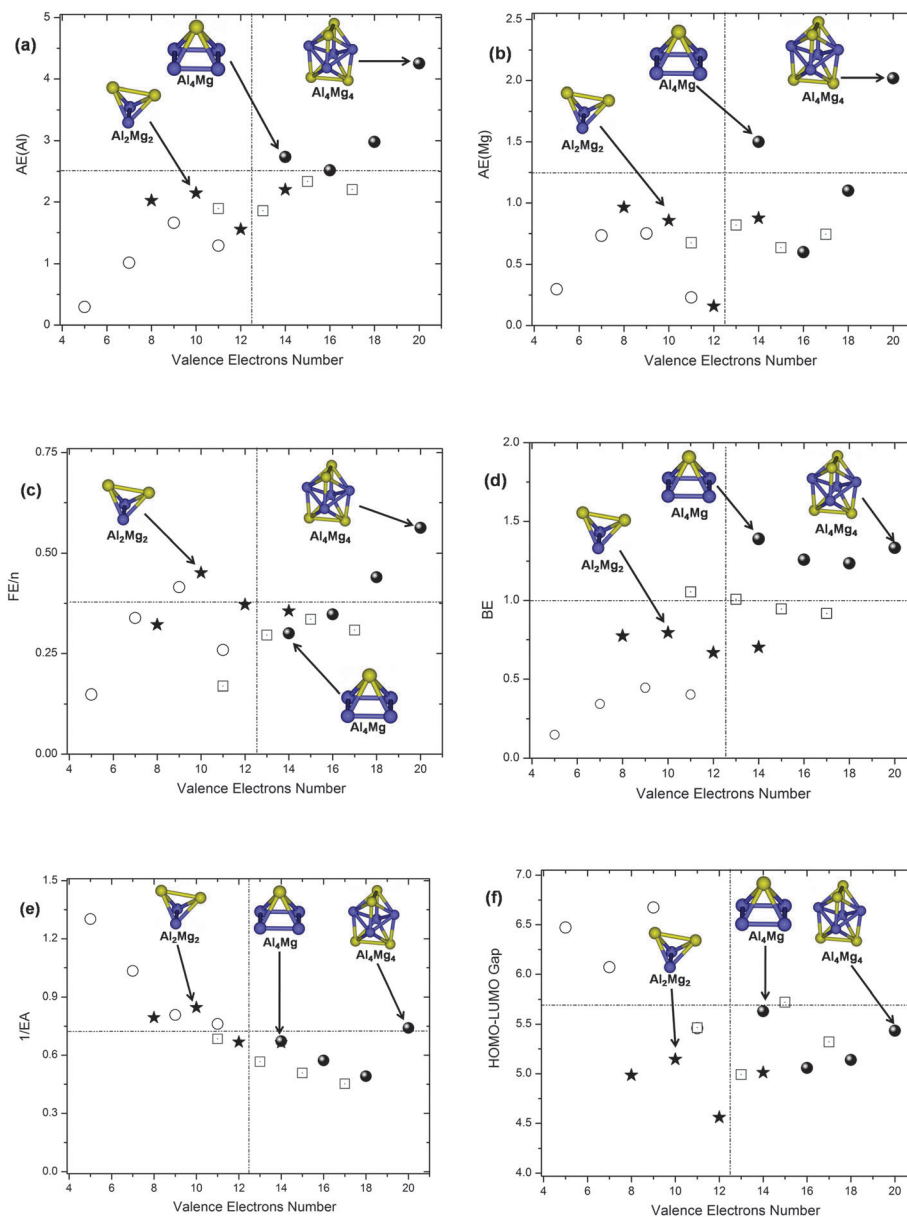 (a)
AE(Al)
5
4
3
2
1
0
Al₂Mg₂
Al₄Mg
Al₄Mg₄
4 6 8 10 12 14 16 18 20
Valence Electrons Number
(b)
AE(Mg)
2.5
2.0
1.5
1.0
0.5
0.0
Al₂Mg₂
Al₄Mg
Al₄Mg₄
4 6 8 10 12 14 16 18 20
Valence Electrons Number
(c)
FE/n
0.75
0.50
0.25
0.00
Al₂Mg₂
Al₄Mg₄
Al₄Mg
4 6 8 10 12 14 16 18 20
Valence Electrons Number
(d)
BE
2.0
1.5
1.0
0.5
0.0
Al₂Mg₂
Al₄Mg
Al₄Mg₄
4 6 8 10 12 14 16 18 20
Valence Electrons Number
(e)
1/EA
1.5
1.2
0.9
0.6
0.3
0.0
Al₂Mg₂
Al₄Mg
Al₄Mg₄
4 6 8 10 12 14 16 18 20
Valence Electrons Number
(f)
HOMO-LUMO Gap
7.0
6.5
6.0
5.5
5.0
4.5
4.0
Al₂Mg₂
Al₄Mg
Al₄Mg₄
4 6 8 10 12 14 16 18 20
Valence Electrons Number